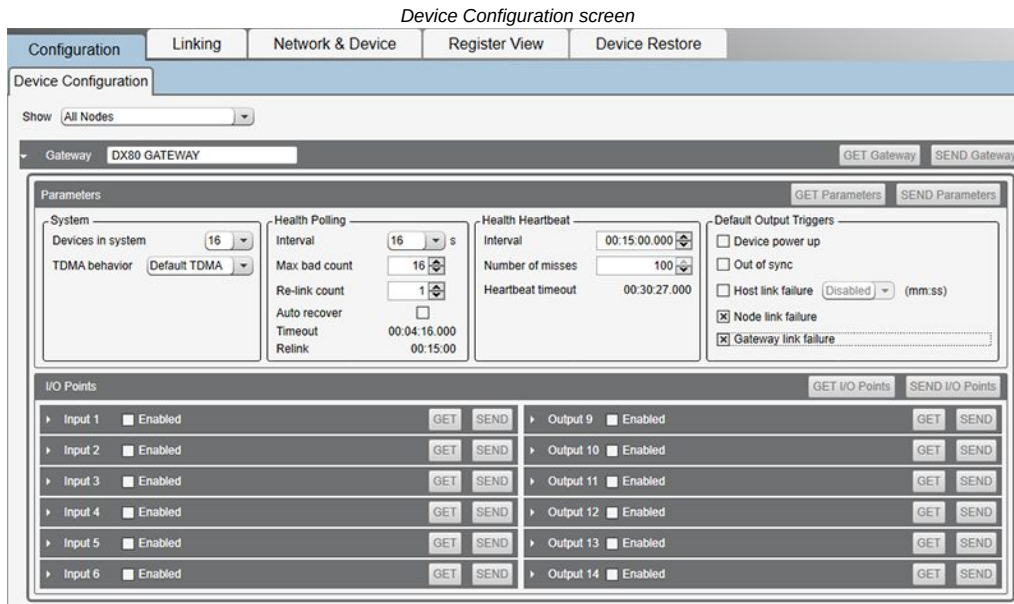 Device Configuration screen
Configuration Linking Network & Device Register View Device Restore
Device Configuration
Show All Nodes
Gateway DX80 GATEWAY GET Gateway SEND Gateway
Parameters GET Parameters SEND Parameters
System Health Polling Health Heartbeat Default Output Triggers
Devices in system 16 Interval 16 s Interval 00:15:00.000 Device power up
TDMA behavior Default TDMA Max bad count 16 Number of misses 100 Out of sync
Re-link count 1 Heartbeat timeout 00:30:27.000 Host link failure Disabled (mm:ss)
Auto recover Node link failure
Timeout 00:04:16.000 Gateway link failure
Relink 00:15:00
I/O Points GET I/O Points SEND I/O Points
Input 1 Enabled GET SEND Output 9 Enabled GET SEND
Input 2 Enabled GET SEND Output 10 Enabled GET SEND
Input 3 Enabled GET SEND Output 11 Enabled GET SEND
Input 4 Enabled GET SEND Output 12 Enabled GET SEND
Input 5 Enabled GET SEND Output 13 Enabled GET SEND
Input 6 Enabled GET SEND Output 14 Enabled GET SEND